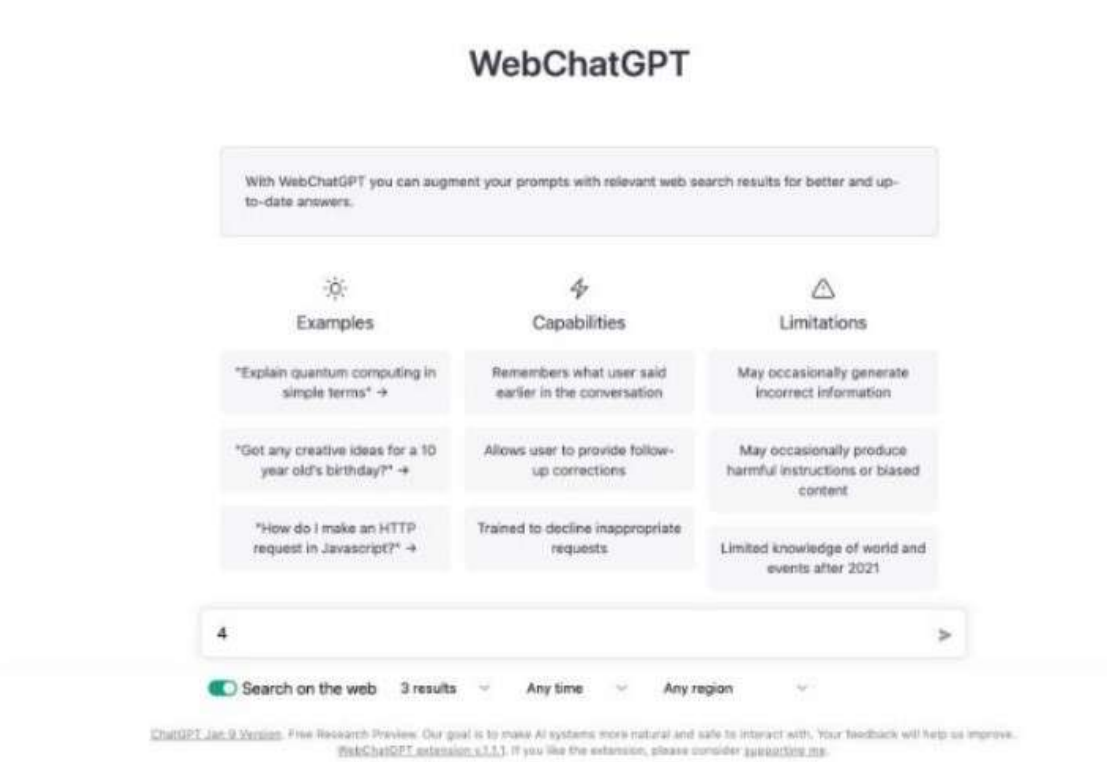 WebChatGPT
With WebChatGPT you can augment your prompts with relevant web search results for better and up-
to-date answers.
Examples
"Explain quantum computing in
simple terms" →
"Got any creative ideas for a 10
year old's birthday?" →
"How do I make an HTTP
request in Javascript?" →
Capabilities
Remembers what user said
earlier in the conversation
Allows user to provide follow-
up corrections
Trained to decline inappropriate
requests
Limitations
May occasionally generate
incorrect information
May occasionally produce
harmful instructions or biased
content
Limited knowledge of world and
events after 2021
4
Search on the web 3 results Any time Any region
ChatGPT Jan 9 Version. Free Research Preview. Our goal is to make AI systems more natural and safe to interact with. Your feedback will help us improve.
WebChatGPT extension v.1.1.1. If you like the extension, please consider supporting me.